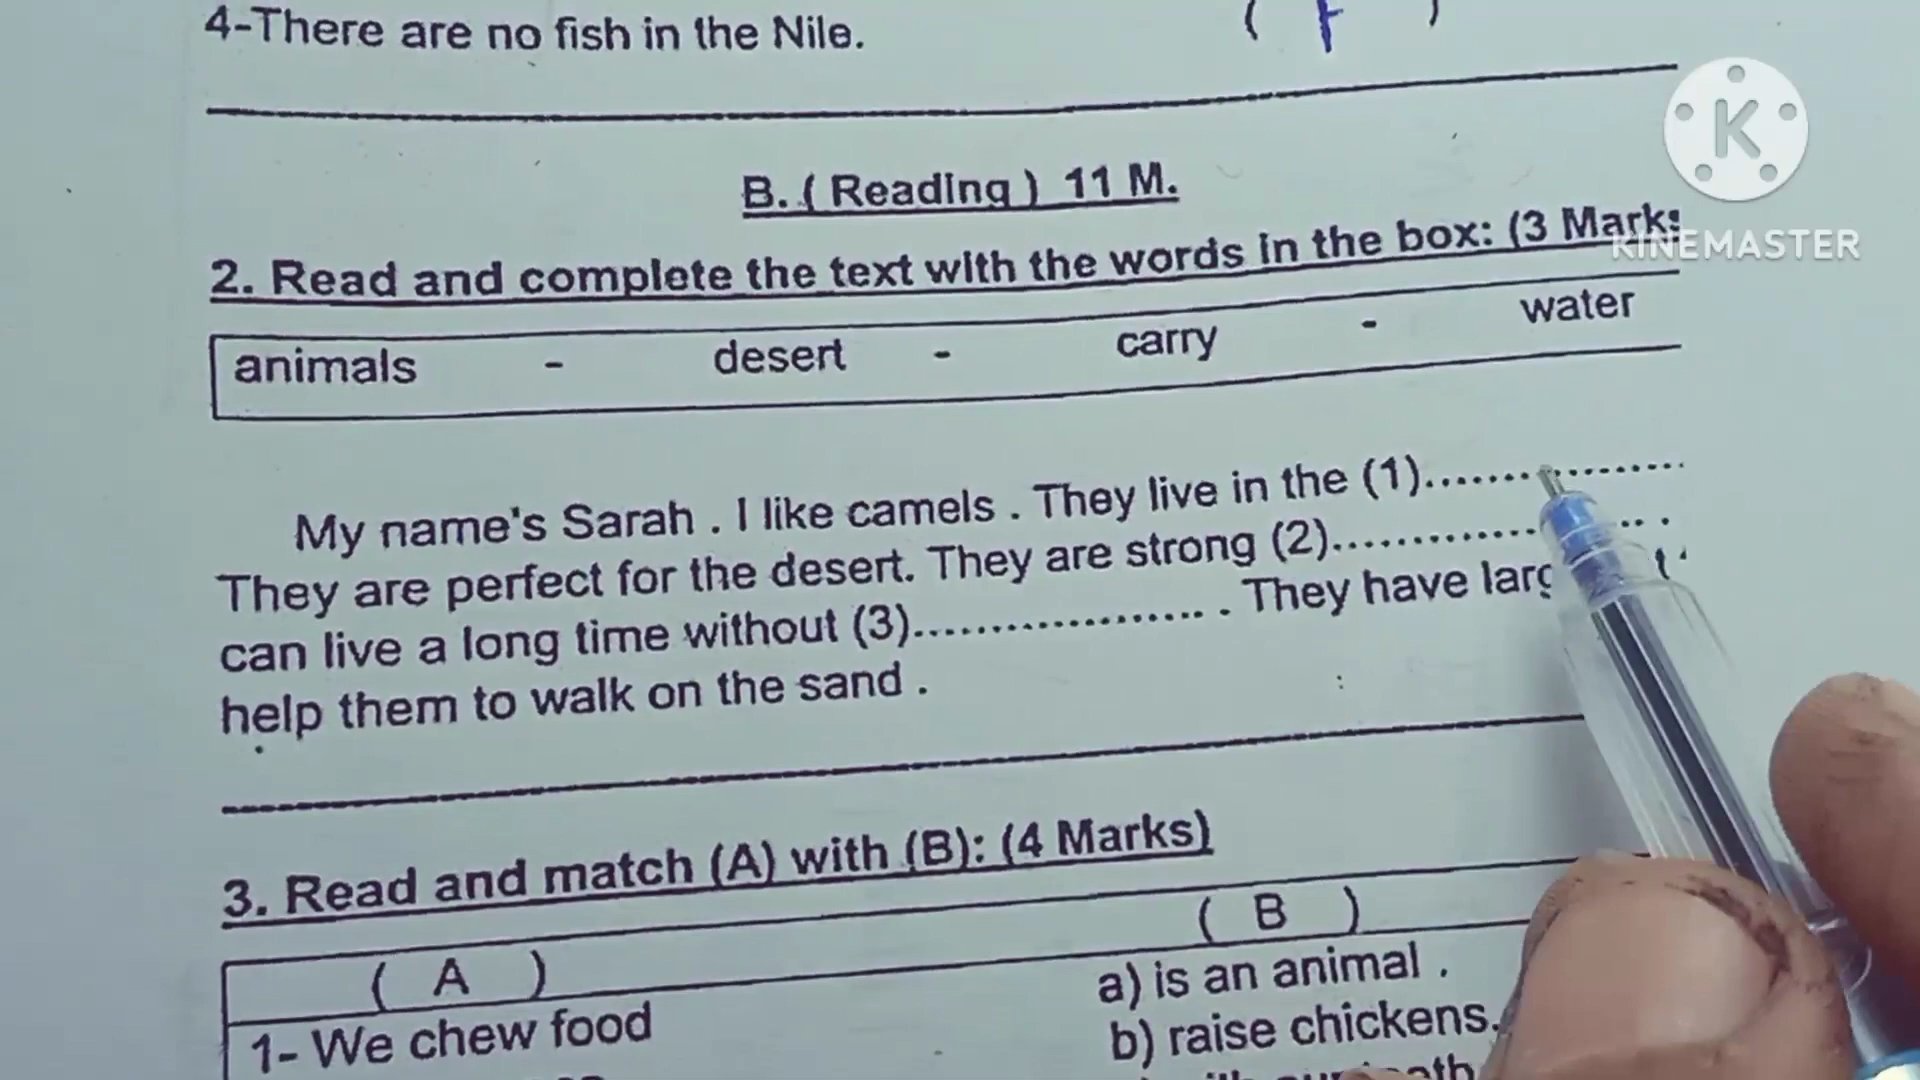 4-There are no fish in the Nile. ( F )
B. ( Reading ) 11 M.
2. Read and complete the text with the words in the box: (3 Marks
animals - desert - carry - water
My name's Sarah . I like camels . They live in the (1)...............
They are perfect for the desert. They are strong (2)............... .
can live a long time without (3)................... . They have
help them to walk on the sand .
3. Read and match (A) with (B): (4 Marks)
( A ) ( B )
1- We chew food a) is an animal .
b) raise chickens.
K
KINEMASTER